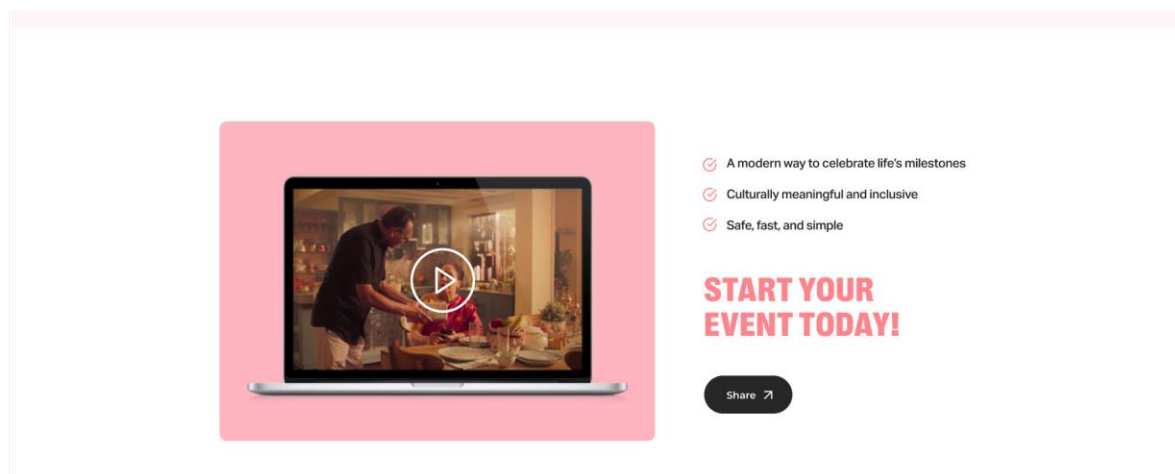 A modern way to celebrate life's milestones
Culturally meaningful and inclusive
Safe, fast, and simple
START YOUR
EVENT TODAY!
Share